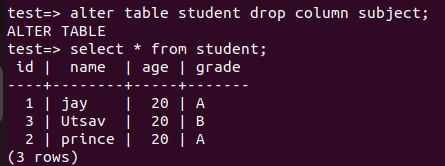 test=> alter table student drop column subject;
ALTER TABLE
test=> select * from student;
 id |  name  | age | grade
----+--------+-----+-------
  1 | jay    |  20 | A
  3 | Utsav  |  20 | B
  2 | prince |  20 | A
(3 rows)